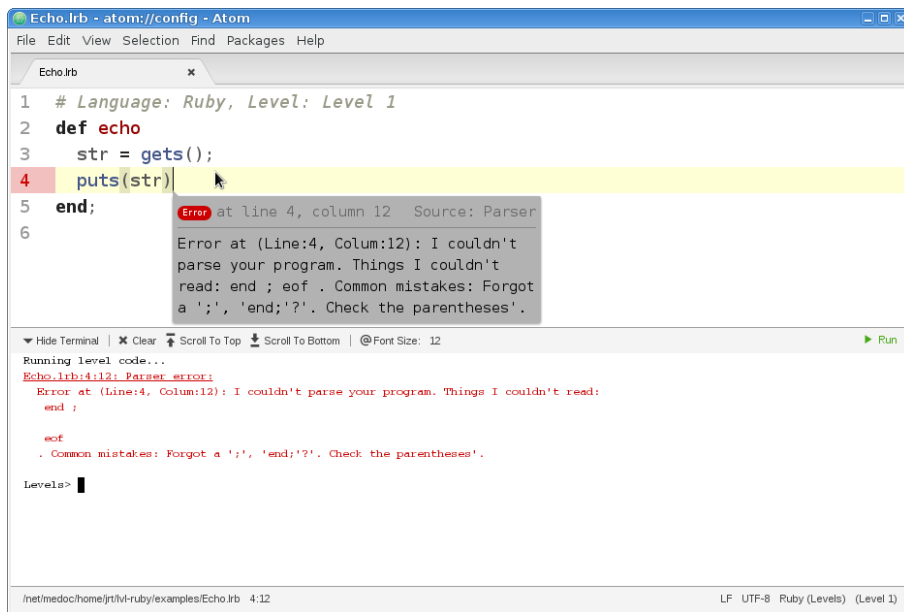 Echo.lrb - atom://config - Atom
File Edit View Selection Find Packages Help
Echo.lrb
1 # Language: Ruby, Level: Level 1
2 def echo
3 str = gets();
4 puts(str)
5 end;
6
Error at line 4, column 12 Source: Parser
Error at (Line:4, Colum:12): I couldn't
parse your program. Things I couldn't
read: end ; eof . Common mistakes: Forgot
a ';', 'end;'?'. Check the parentheses'.
Hide Terminal | Clear Scroll To Top Scroll To Bottom | @ Font Size: 12 Run
Running level code...
Echo.lrb:4:12: Parser error:
Error at (Line:4, Colum:12): I couldn't parse your program. Things I couldn't read:
end ;
eof
. Common mistakes: Forgot a ';', 'end;'?'. Check the parentheses'.
Levels>
/net/medoc/home/jrt/lvl-ruby/examples/Echo.lrb 4:12 LF UTF-8 Ruby (Levels) (Level 1)